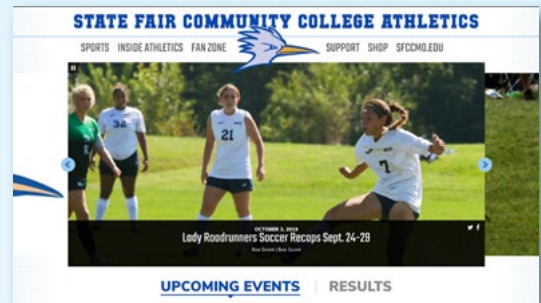 STATE FAIR COMMUNITY COLLEGE ATHLETICS
SPORTS INSIDE ATHLETICS FAN ZONE SUPPORT SHOP SFCCMO.EDU
32
21
7
OCTOBER 3, 2019
Lady Roadrunners Soccer Recaps Sept. 24-29
Box Score | Box Score
UPCOMING EVENTS | RESULTS